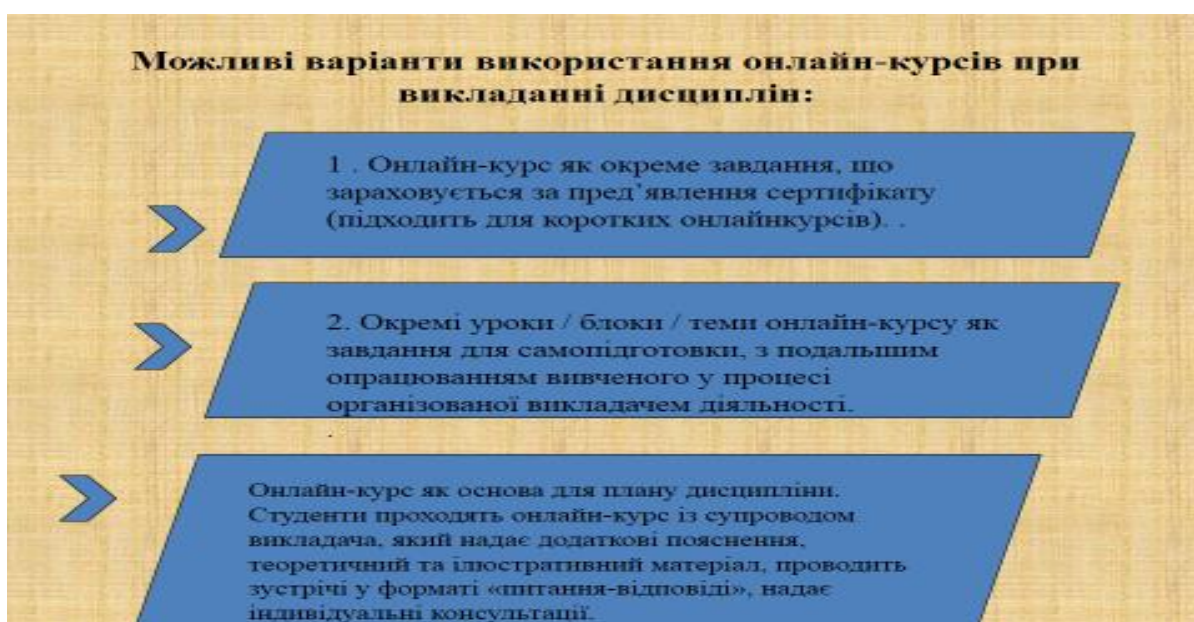 Можливі варіанти використання онлайн-курсів при
викладанні дисциплін:
1 . Онлайн-курс як окреме завдання, що
зараховується за пред’явлення сертифікату
(підходить для коротких онлайнкурсів). .
2. Окремі уроки / блоки / теми онлайн-курсу як
завдання для самопідготовки, з подальшим
опрацюванням вивченого у процесі
організованої викладачем діяльності.
.
Онлайн-курс як основа для плану дисципліни.
Студенти проходять онлайн-курс із супроводом
викладача, який надає додаткові пояснення,
теоретичний та ілюстративний матеріал, проводить
зустрічі у форматі «питання-відповіді», надає
індивідуальні консультації.